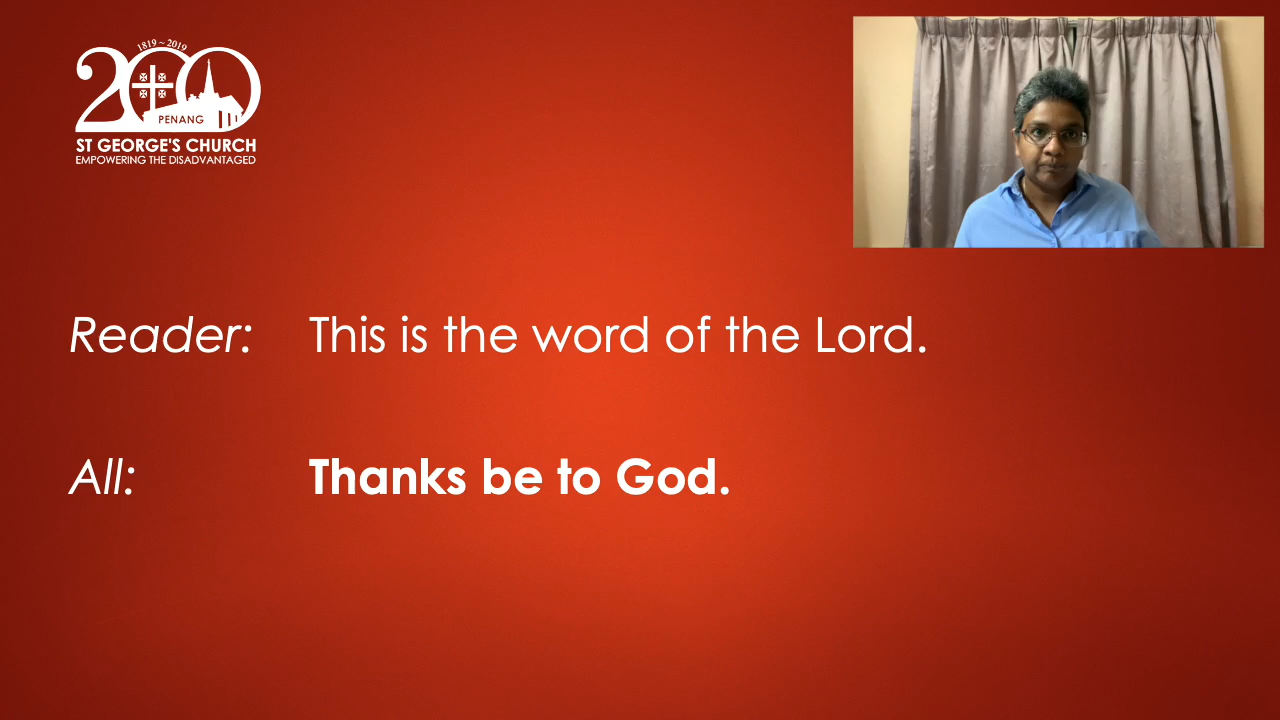 1819 ~ 2019
200
PENANG
ST GEORGE'S CHURCH
EMPOWERING THE DISADVANTAGED
Reader: This is the word of the Lord.
All: Thanks be to God.